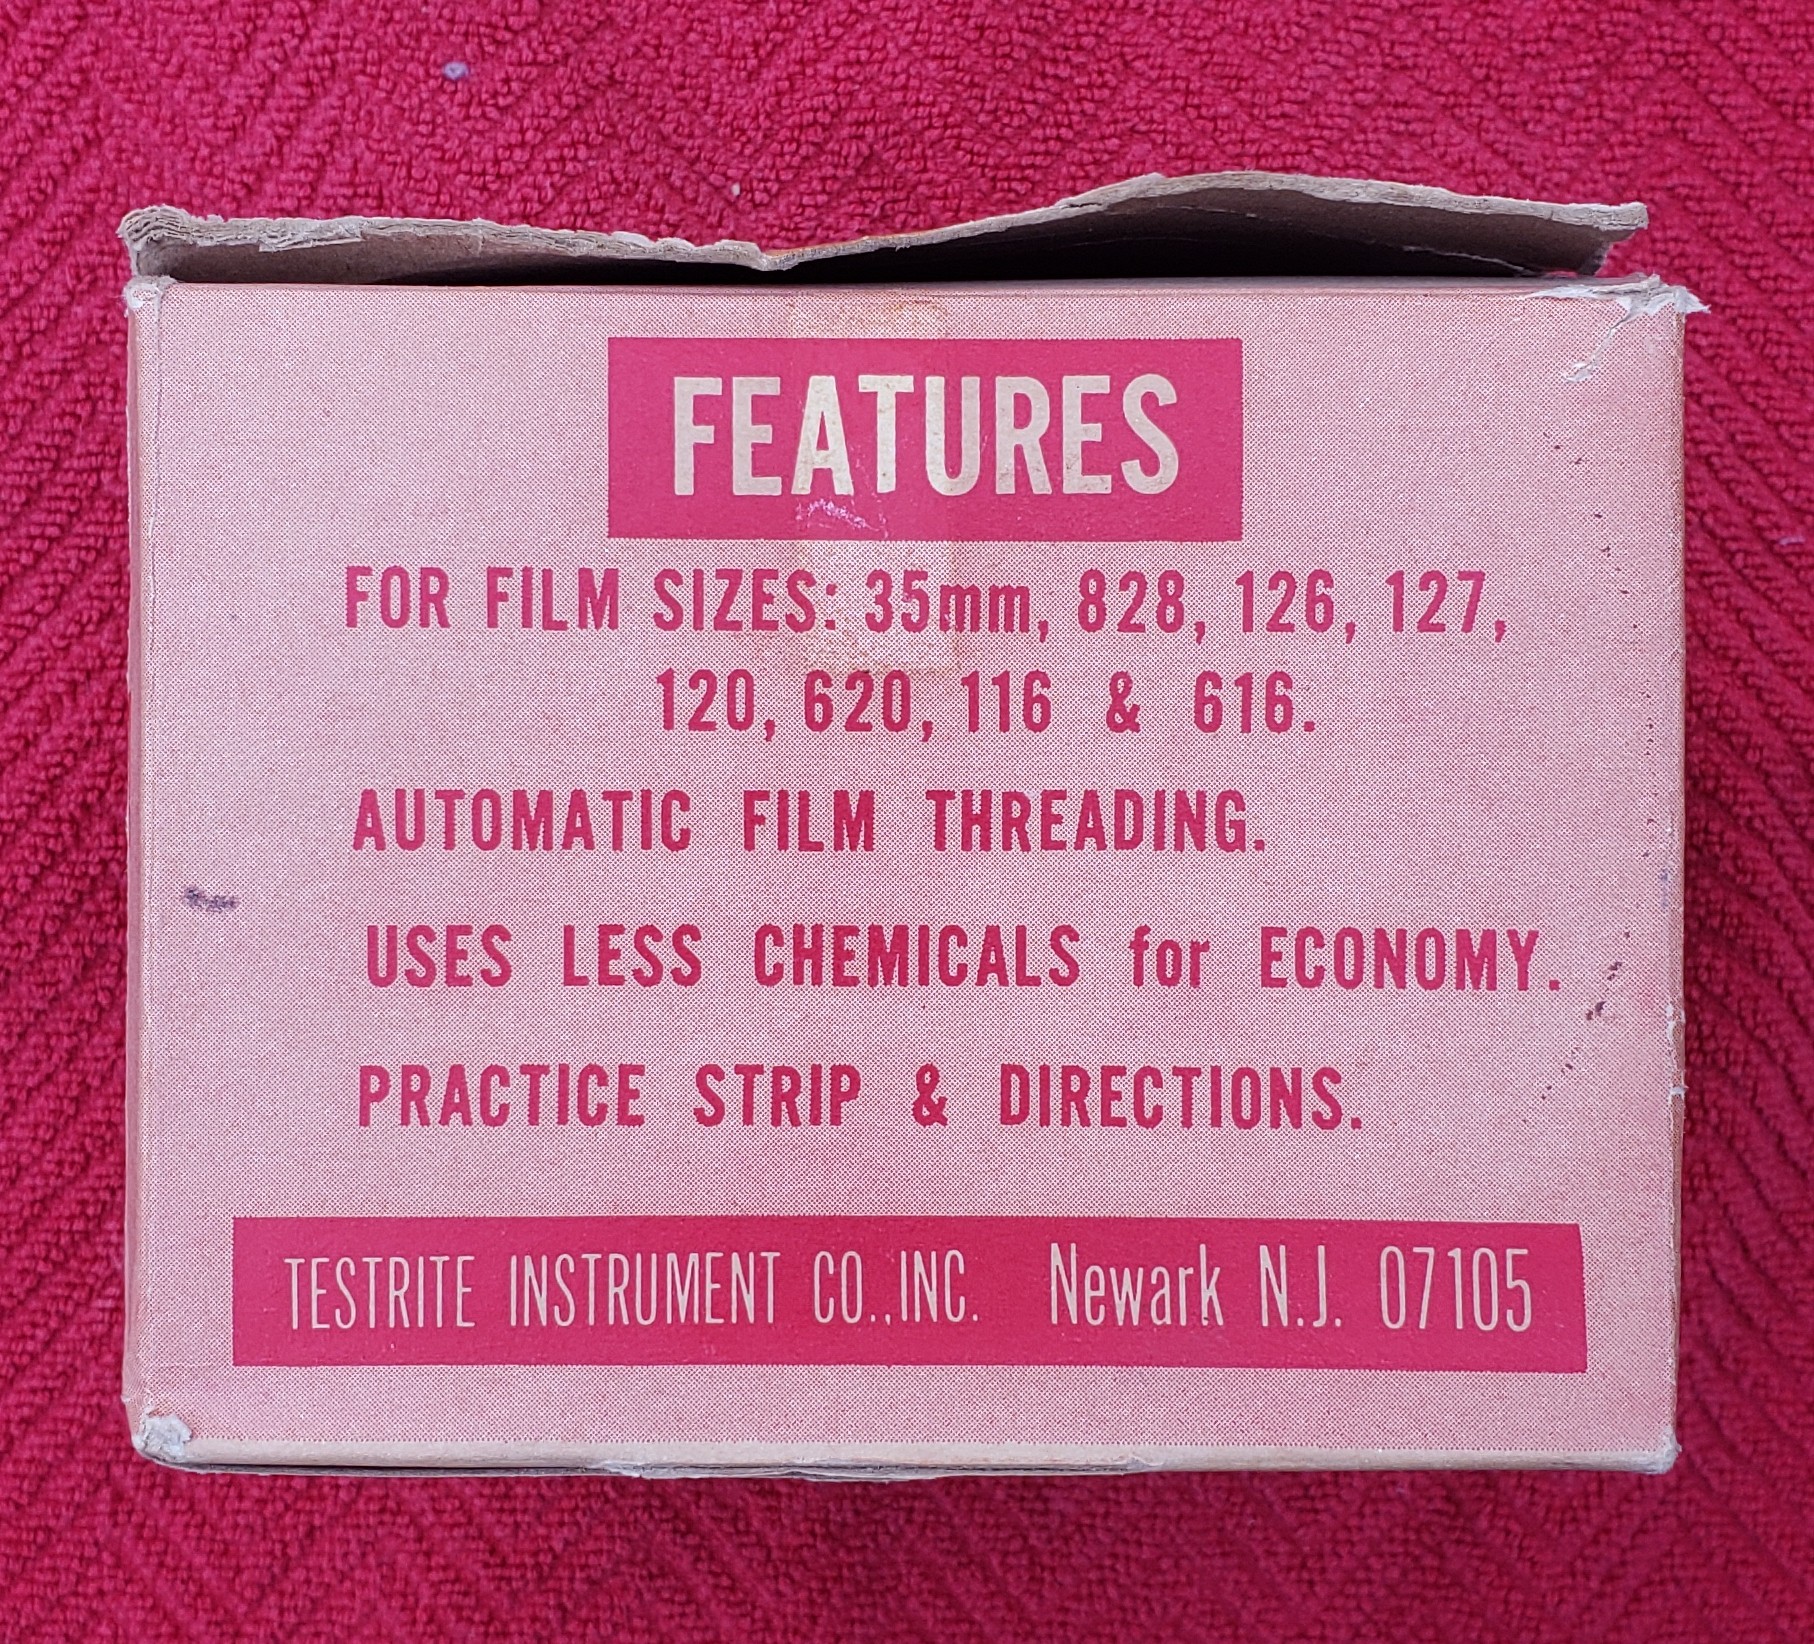 FEATURES
FOR FILM SIZES: 35mm, 828, 126, 127,
120, 620, 116 & 616.
AUTOMATIC FILM THREADING.
USES LESS CHEMICALS for ECONOMY.
PRACTICE STRIP & DIRECTIONS.
TESTRITE INSTRUMENT CO., INC. Newark N.J. 07105